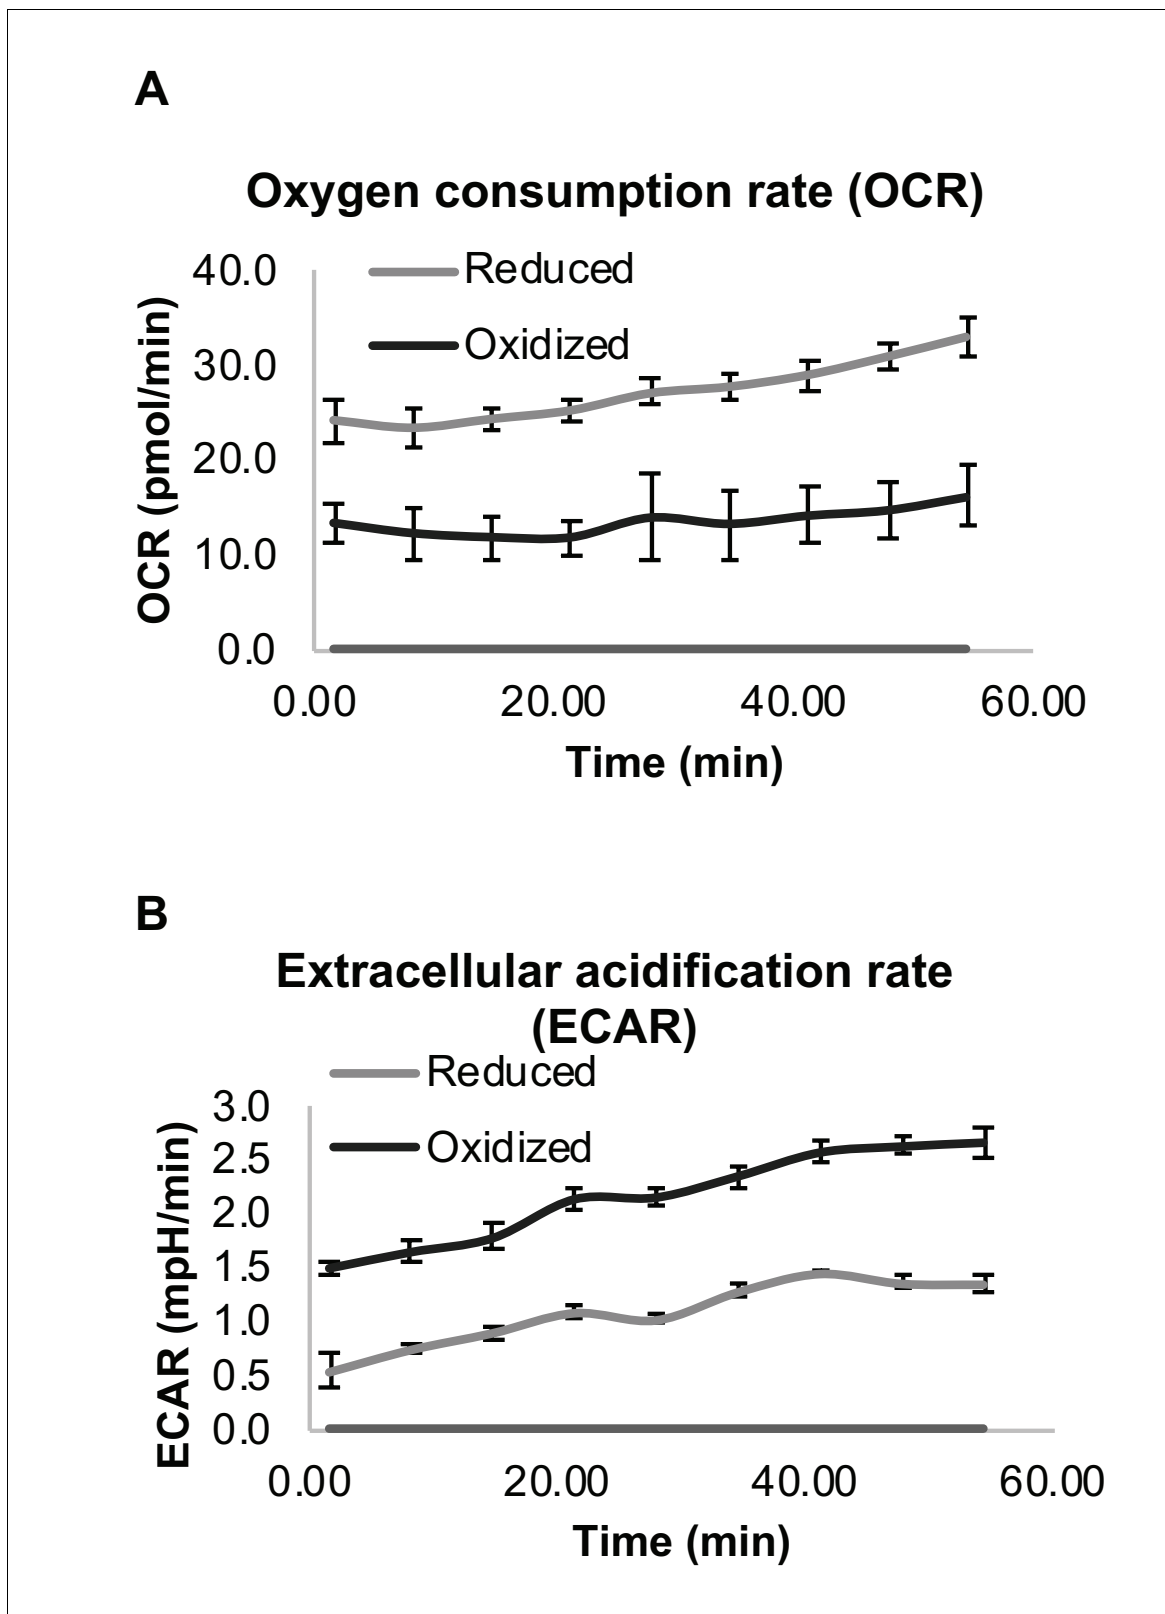 A
Oxygen consumption rate (OCR)
Reduced
Oxidized
40.0
30.0
20.0
10.0
0.0
OCR (pmol/min)
0.00 20.00 40.00 60.00
Time (min)
B
Extracellular acidification rate
(ECAR)
Reduced
Oxidized
3.0
2.5
2.0
1.5
1.0
0.5
0.0
ECAR (mpH/min)
0.00 20.00 40.00 60.00
Time (min)